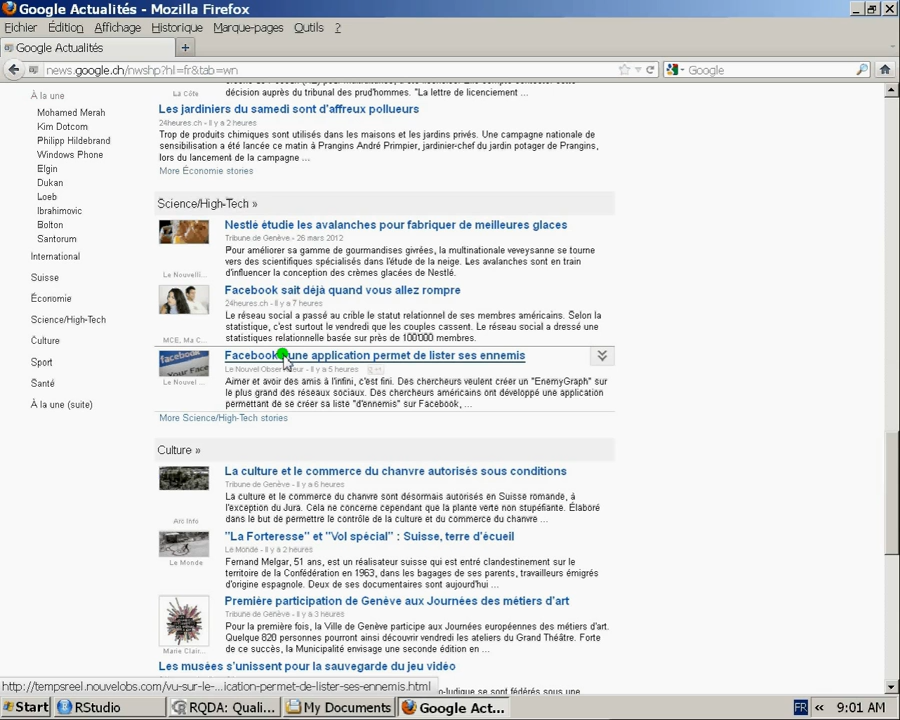 Google Actualités - Mozilla Firefox
Fichier Édition Affichage Historique Marque-pages Outils ?
Google Actualités
news.google.ch/nwshp?hl=fr&tab=wn
Google
À la une
Mohamed Merah
Kim Dotcom
Philipp Hildebrand
Windows Phone
Elgin
Dukan
Loeb
Ibrahimovic
Bolton
Santorum
International
Suisse
Économie
Science/High-Tech
Culture
Sport
Santé
À la une (suite)
La Côte
décision auprès du tribunal des prud'hommes. "La lettre de licenciement ...
Les jardiniers du samedi sont d'affreux pollueurs
24heures.ch - Il y a 2 heures
Trop de produits chimiques sont utilisés dans les maisons et les jardins privés. Une campagne nationale de
sensibilisation a été lancée ce matin à Prangins André Primpier, jardinier-chef du jardin potager de Prangins,
lors du lancement de la campagne ...
More Économie stories
Science/High-Tech »
Nestlé étudie les avalanches pour fabriquer de meilleures glaces
Tribune de Genève - 26 mars 2012
Pour améliorer sa gamme de gourmandises givrées, la multinationale veveysanne se tourne
vers des scientifiques spécialisés dans l'étude de la neige. Les avalanches sont en train
d'influencer la conception des crèmes glacées de Nestlé.
Le Nouvelli...
Facebook sait déjà quand vous allez rompre
24heures.ch - Il y a 7 heures
Le réseau social a passé au crible le statut relationnel de ses membres américains. Selon la
statistique, c'est surtout le vendredi que les couples cassent. Le réseau social a dressé une
statistiques relationnelle basée sur près de 100'000 membres.
MCE, Ma C...
Facebook une application permet de lister ses ennemis
Le Nouvel Observateur - Il y a 5 heures
Aimer et avoir des amis à l'infini, c'est fini. Des chercheurs veulent créer un "EnemyGraph" sur
le plus grand des réseaux sociaux. Des chercheurs américains ont développé une application
permettant de se créer sa liste "d'ennemis" sur Facebook, ...
Le Nouvel ...
More Science/High-Tech stories
Culture »
La culture et le commerce du chanvre autorisés sous conditions
Tribune de Genève - Il y a 6 heures
La culture et le commerce du chanvre sont désormais autorisés en Suisse romande, à
l'exception du Jura. Cela ne concerne cependant que la plante verte non stupéfiante. Élaboré
dans le but de permettre le contrôle de la culture et du commerce du chanvre ...
Arc Info
"La Forteresse" et "Vol spécial" : Suisse, terre d'écueil
Le Monde - Il y a 2 heures
Fernand Melgar, 51 ans, est un réalisateur suisse qui est entré clandestinement sur le
territoire de la Confédération en 1963, dans les bagages de ses parents, travailleurs émigrés
d'origine espagnole. Deux de ses documentaires sont aujourd'hui ...
Le Monde
Première participation de Genève aux Journées des métiers d'art
Tribune de Genève - Il y a 3 heures
Pour la première fois, la Ville de Genève participe aux Journées européennes des métiers d'art.
Quelque 820 personnes pourront ainsi découvrir vendredi les ateliers du Grand Théâtre. Forte
de ce succès, la Municipalité envisage une seconde édition en ...
Marie Clair...
Les musées s'unissent pour la sauvegarde du jeu vidéo
http://tempsreel.nouvelobs.com/vu-sur-le-...ication-permet-de-lister-ses-ennemis.html
o-ludique se sont fédérés sous une
Start RStudio RQDA: Quali... My Documents Google Act... FR « 9:01 AM